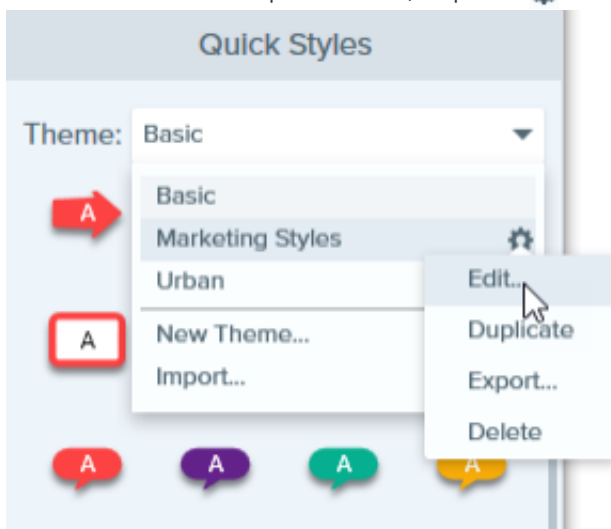 Quick Styles
Theme: Basic
A
Basic
Marketing Styles
Urban
Edit...
A
New Theme...
Duplicate
Import...
Export...
Delete
A A A A